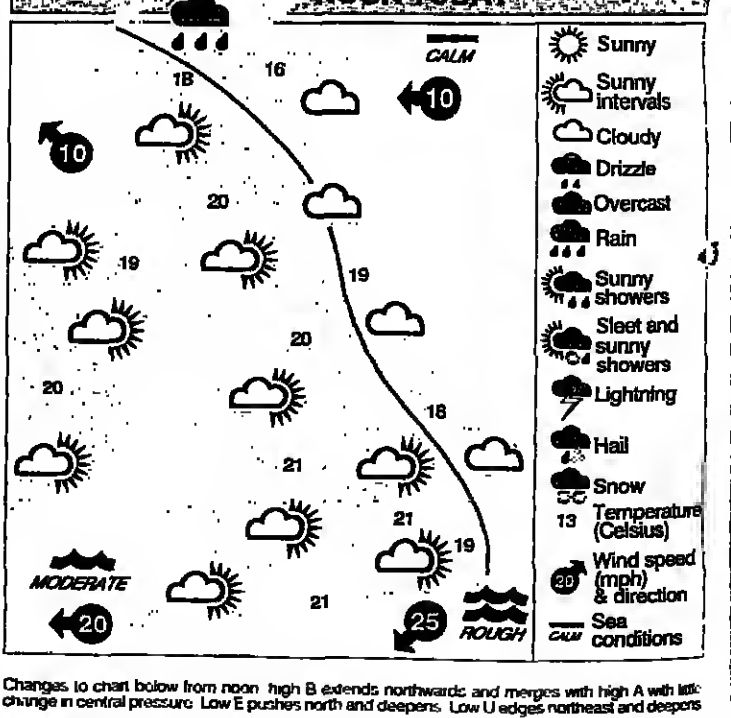 18
16
CALM
10
10
20
19
19
20
20
18
21
21
19
MODERATE
21
20
25
ROUGH
Sunny
Sunny
intervals
Cloudy
Drizzle
Overcast
Rain
Sunny
showers
Sleet and
sunny
showers
Lightning
Hail
Snow
13 Temperature
(Celsius)
20 Wind speed
(mph)
& direction
CALM Sea
conditions
Changes to chart below from noon high B extends northwards and merges with high A with little
change in central pressure Low E pushes north and deepens Low U edges northeast and deepens